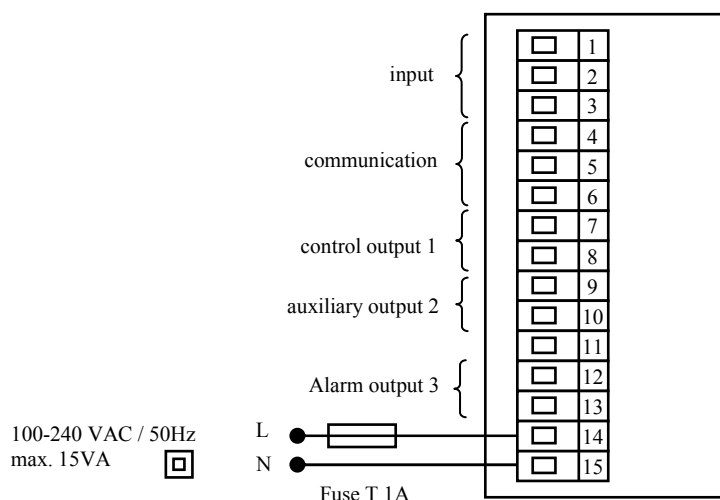 1
input
2
3
4
communication
5
6
7
control output 1
8
9
auxiliary output 2
10
11
Alarm output 3
12
13
100-240 VAC / 50Hz
L
14
max. 15VA
N
15
Fuse T 1A